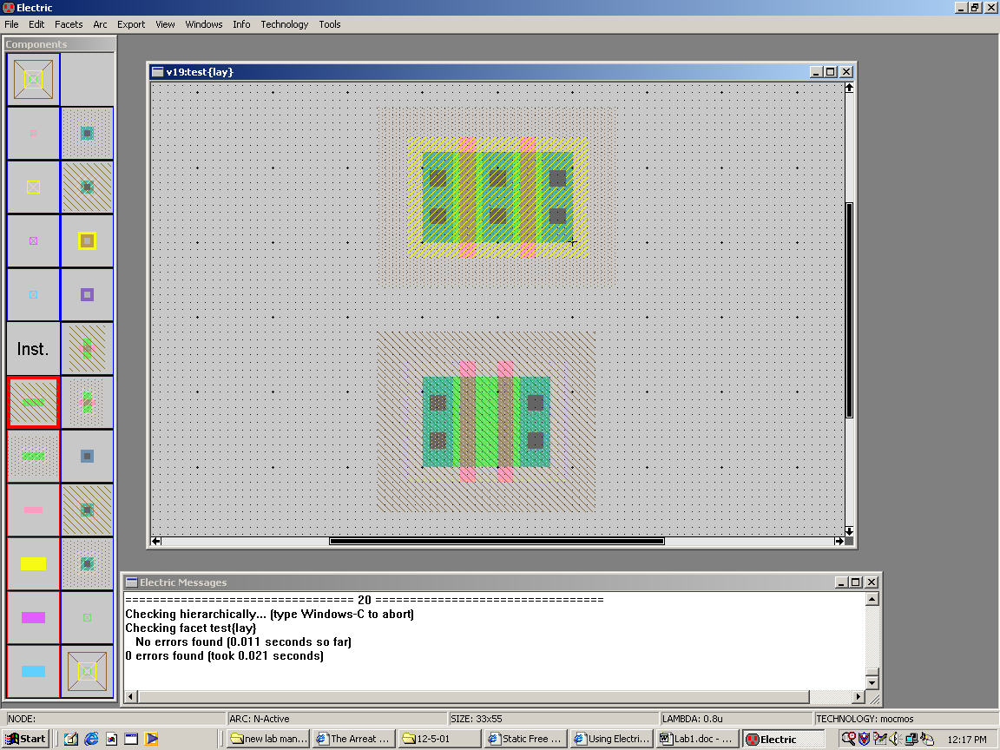 Electric
File Edit Facets Arc Export View Windows Info Technology Tools
Components
v19:test{lay}
Inst.
Electric Messages
================================= 20 =================================
Checking hierarchically... (type Windows-C to abort)
Checking facet test{lay}
No errors found (0.011 seconds so far)
0 errors found (took 0.021 seconds)
NODE: ARC: N-Active SIZE: 33x55 LAMBDA: 0.8u TECHNOLOGY: mocmos
Start new lab man... The Arreat ... 12-5-01 Static Free ... Using Electri... Lab1.doc - ... Electric 12:17 PM